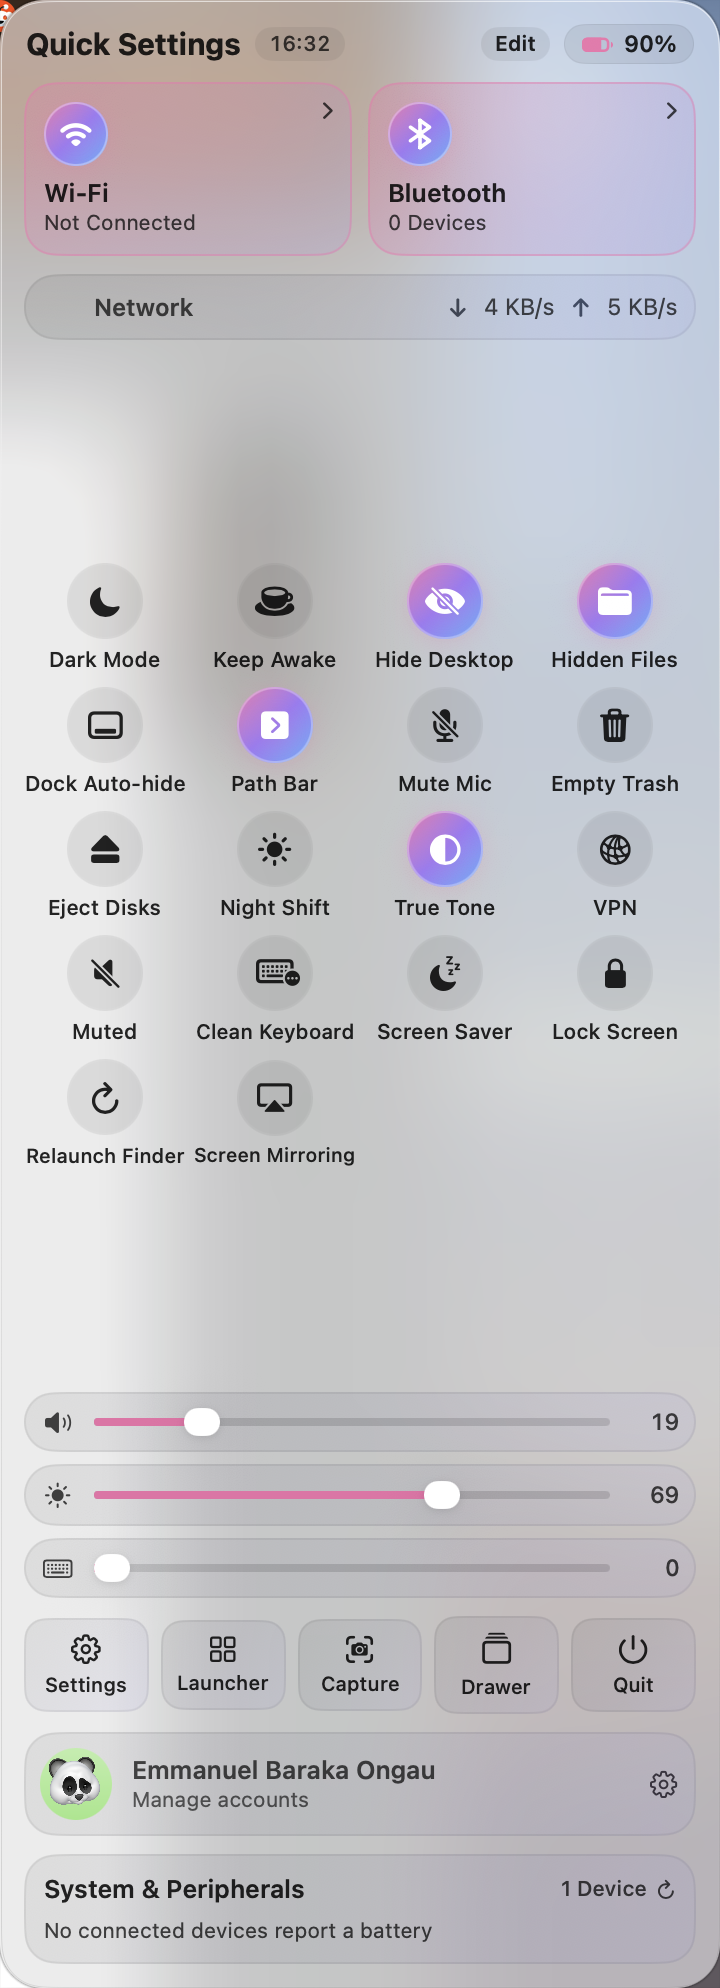 Quick Settings 16:32 Edit 90%
Wi-Fi
Not Connected
Bluetooth
0 Devices
Network ↓ 4 KB/s ↑ 5 KB/s
Dark Mode Keep Awake Hide Desktop Hidden Files
Dock Auto-hide Path Bar Mute Mic Empty Trash
Eject Disks Night Shift True Tone VPN
Muted Clean Keyboard Screen Saver Lock Screen
Relaunch Finder Screen Mirroring
19
69
0
Settings Launcher Capture Drawer Quit
Emmanuel Baraka Ongau
Manage accounts
System & Peripherals 1 Device
No connected devices report a battery